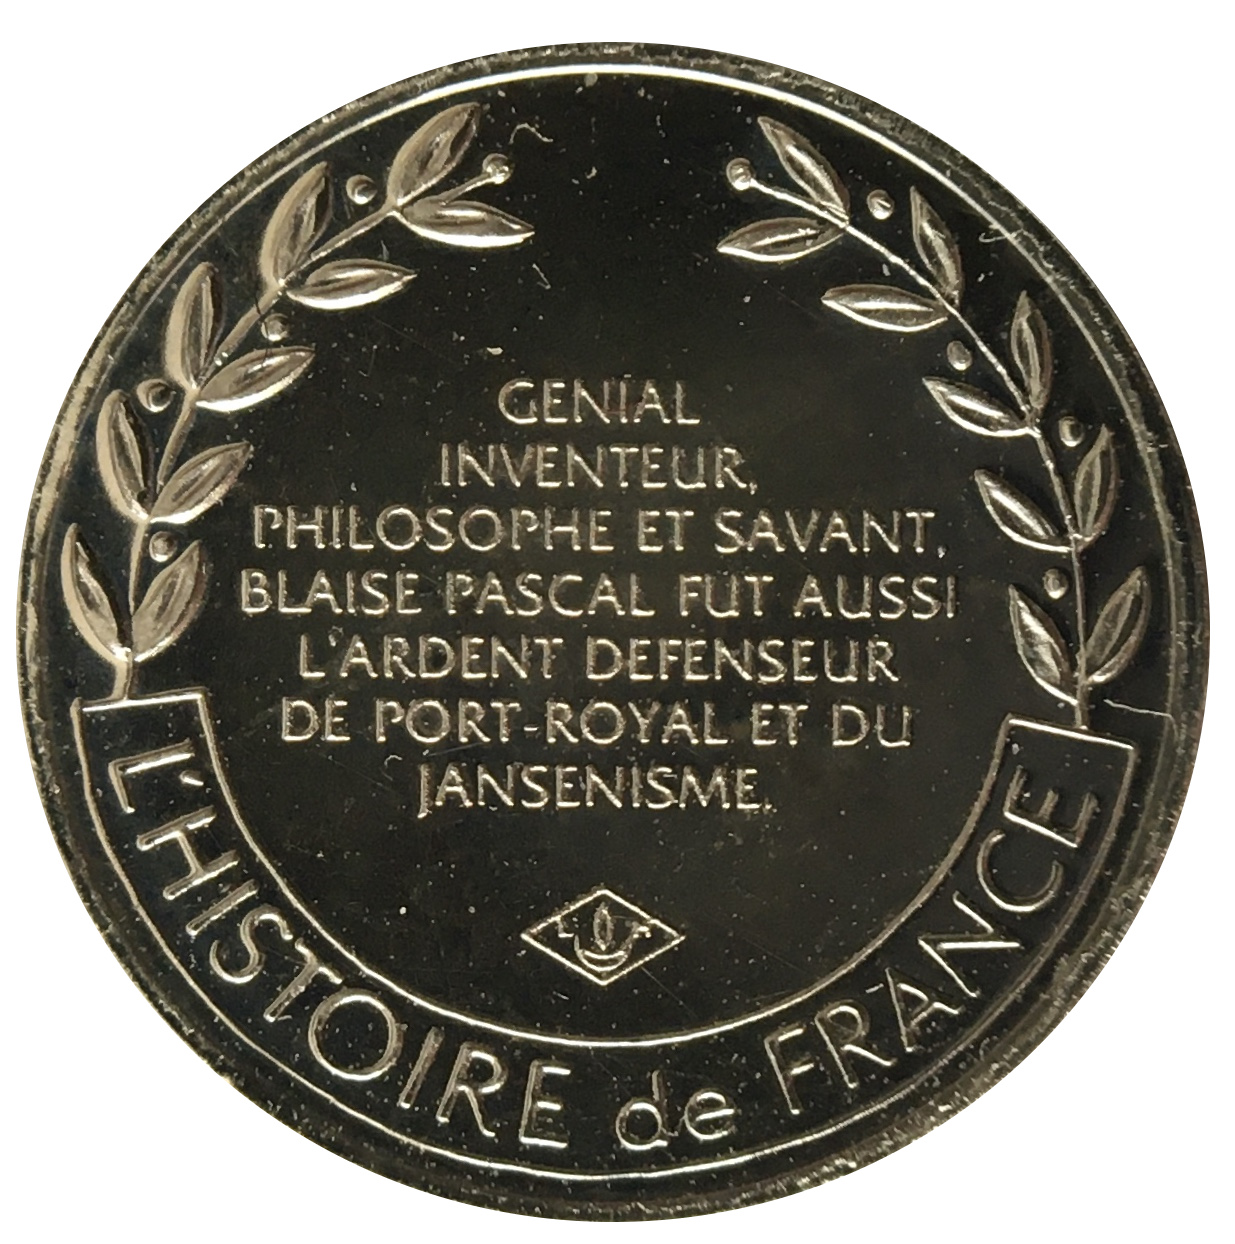 GENIAL
INVENTEUR,
PHILOSOPHE ET SAVANT,
BLAISE PASCAL FUT AUSSI
L'ARDENT DEFENSEUR
DE PORT-ROYAL ET DU
JANSENISME.
L'HISTOIRE de FRANCE